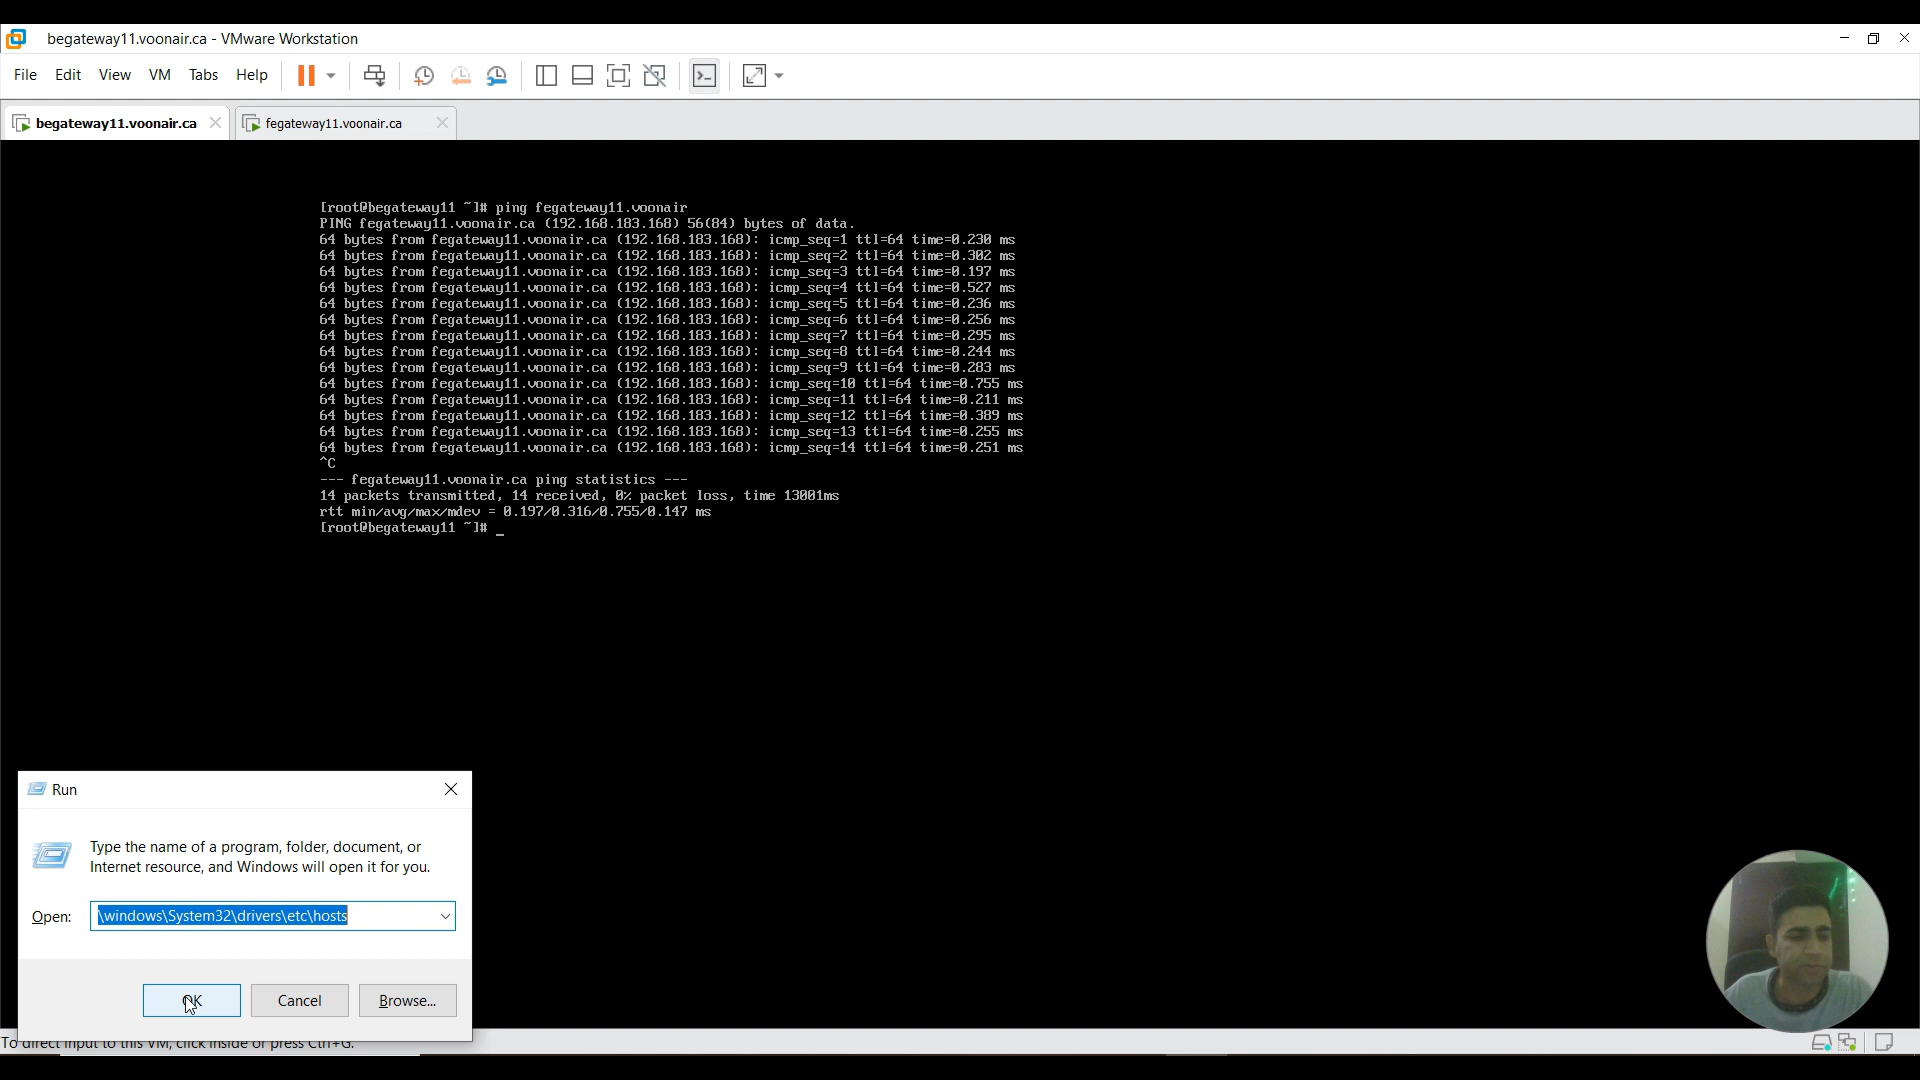 begateway11.voonair.ca - VMware Workstation
File Edit View VM Tabs Help
begateway11.voonair.ca fegateway11.voonair.ca
[root@begateway11 ~]# ping fegateway11.voonair
PING fegateway11.voonair.ca (192.168.183.168) 56(84) bytes of data.
64 bytes from fegateway11.voonair.ca (192.168.183.168): icmp_seq=1 ttl=64 time=0.230 ms
64 bytes from fegateway11.voonair.ca (192.168.183.168): icmp_seq=2 ttl=64 time=0.302 ms
64 bytes from fegateway11.voonair.ca (192.168.183.168): icmp_seq=3 ttl=64 time=0.197 ms
64 bytes from fegateway11.voonair.ca (192.168.183.168): icmp_seq=4 ttl=64 time=0.527 ms
64 bytes from fegateway11.voonair.ca (192.168.183.168): icmp_seq=5 ttl=64 time=0.236 ms
64 bytes from fegateway11.voonair.ca (192.168.183.168): icmp_seq=6 ttl=64 time=0.256 ms
64 bytes from fegateway11.voonair.ca (192.168.183.168): icmp_seq=7 ttl=64 time=0.295 ms
64 bytes from fegateway11.voonair.ca (192.168.183.168): icmp_seq=8 ttl=64 time=0.244 ms
64 bytes from fegateway11.voonair.ca (192.168.183.168): icmp_seq=9 ttl=64 time=0.283 ms
64 bytes from fegateway11.voonair.ca (192.168.183.168): icmp_seq=10 ttl=64 time=0.755 ms
64 bytes from fegateway11.voonair.ca (192.168.183.168): icmp_seq=11 ttl=64 time=0.211 ms
64 bytes from fegateway11.voonair.ca (192.168.183.168): icmp_seq=12 ttl=64 time=0.389 ms
64 bytes from fegateway11.voonair.ca (192.168.183.168): icmp_seq=13 ttl=64 time=0.255 ms
64 bytes from fegateway11.voonair.ca (192.168.183.168): icmp_seq=14 ttl=64 time=0.251 ms
^C
--- fegateway11.voonair.ca ping statistics ---
14 packets transmitted, 14 received, 0% packet loss, time 13001ms
rtt min/avg/max/mdev = 0.197/0.316/0.755/0.147 ms
[root@begateway11 ~]# _
Run
Type the name of a program, folder, document, or
Internet resource, and Windows will open it for you.
Open: \windows\System32\drivers\etc\hosts
OK Cancel Browse...
To direct input to this VM, click inside or press Ctrl+G.